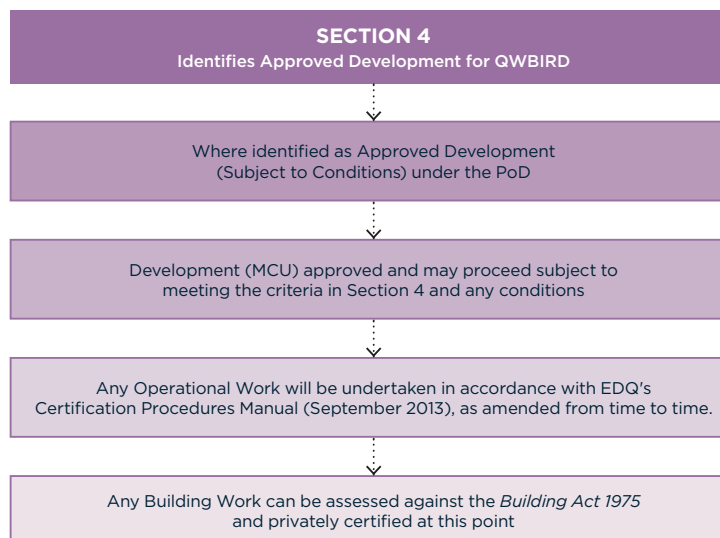 SECTION 4
Identifies Approved Development for QWBIRD
Where identified as Approved Development
(Subject to Conditions) under the PoD
Development (MCU) approved and may proceed subject to
meeting the criteria in Section 4 and any conditions
Any Operational Work will be undertaken in accordance with EDQ's
Certification Procedures Manual (September 2013), as amended from time to time.
Any Building Work can be assessed against the Building Act 1975
and privately certified at this point